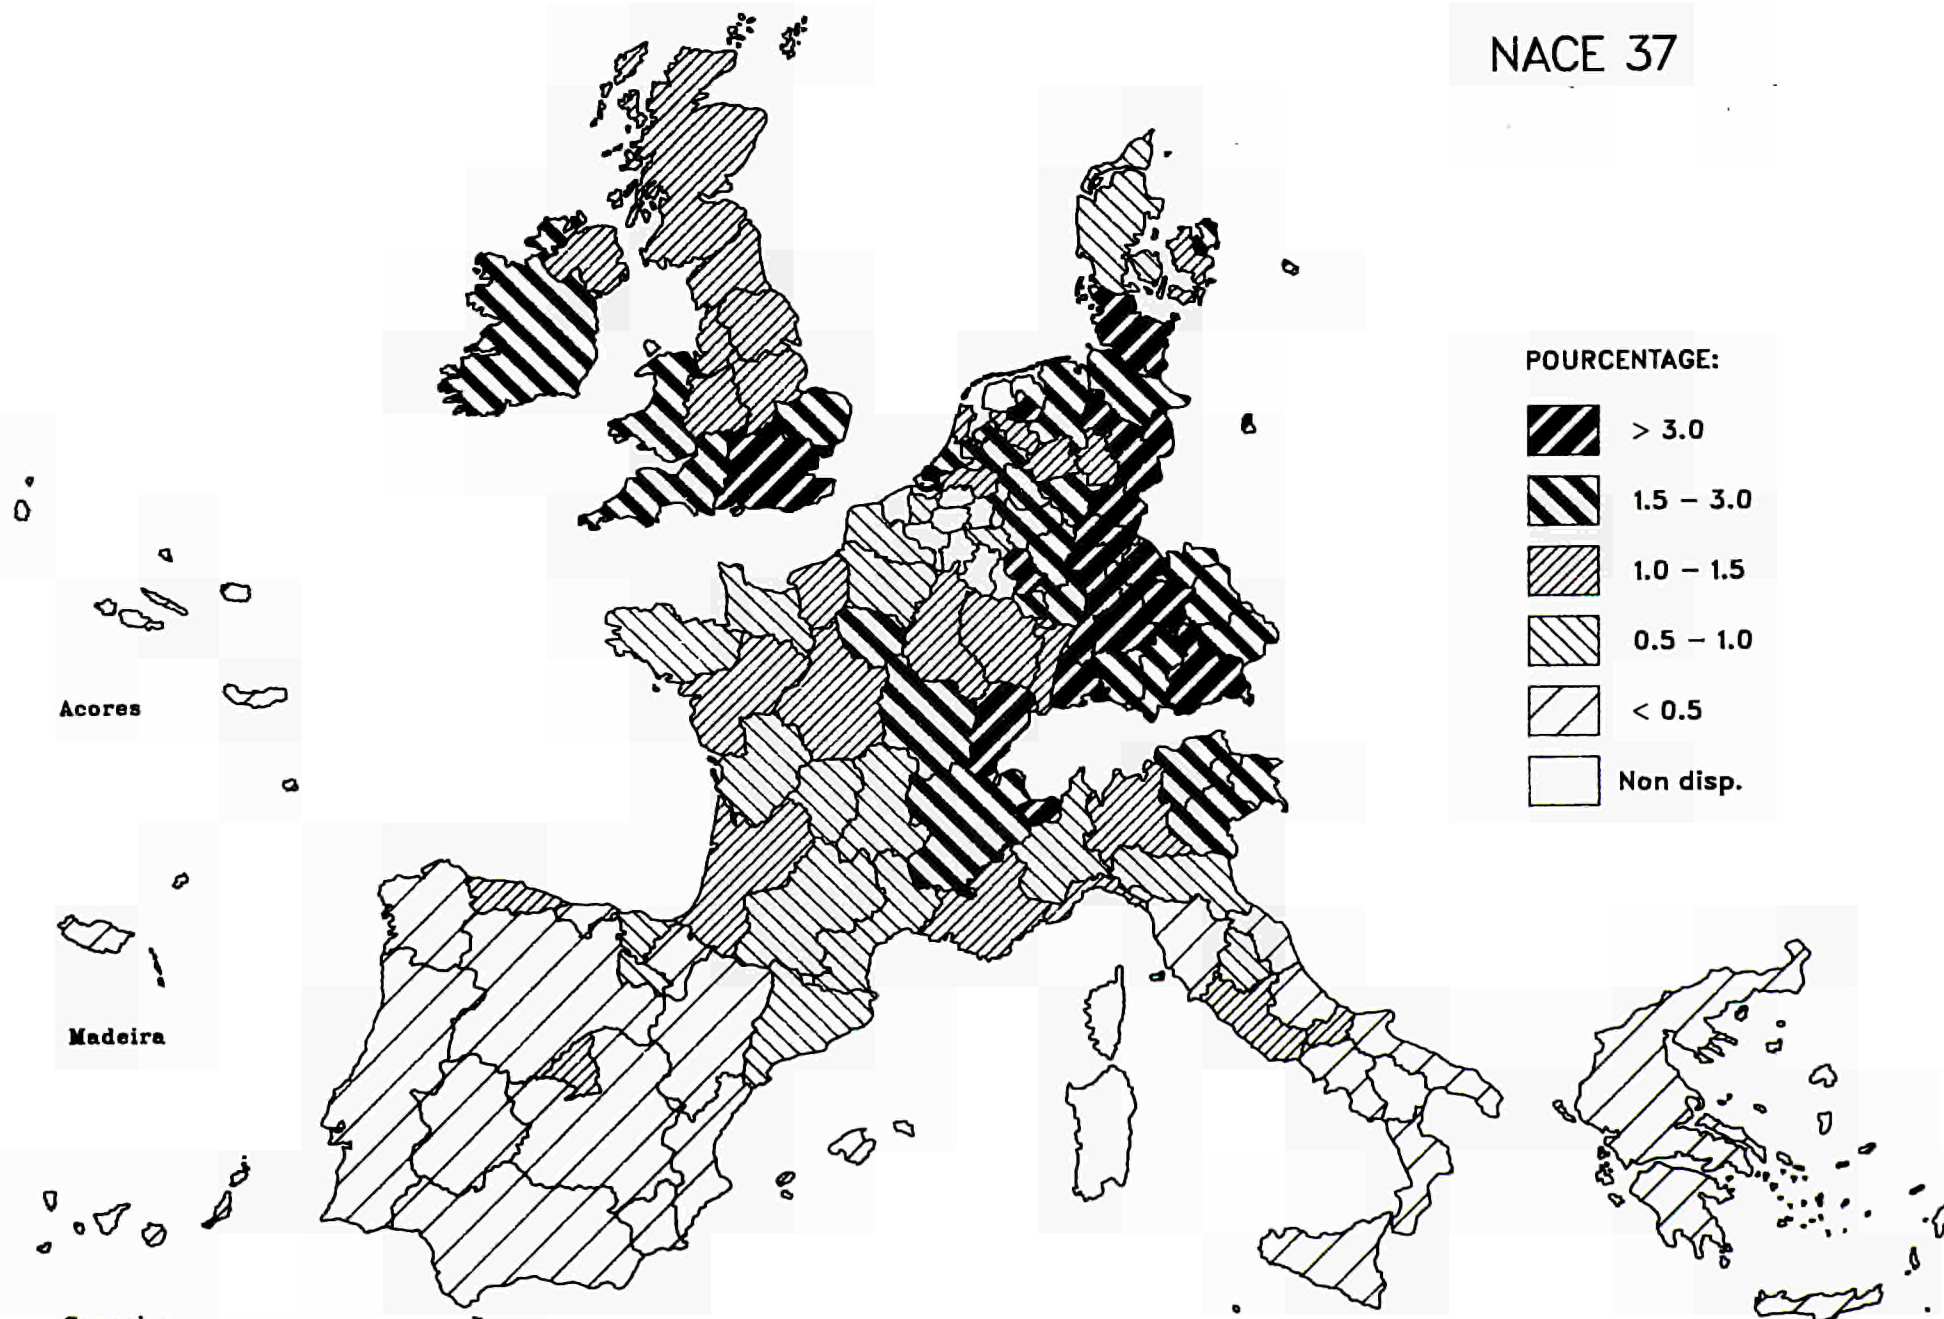 NACE 37
POURCENTAGE:
> 3.0
1.5 – 3.0
1.0 – 1.5
0.5 – 1.0
< 0.5
Non disp.
Acores
Madeira